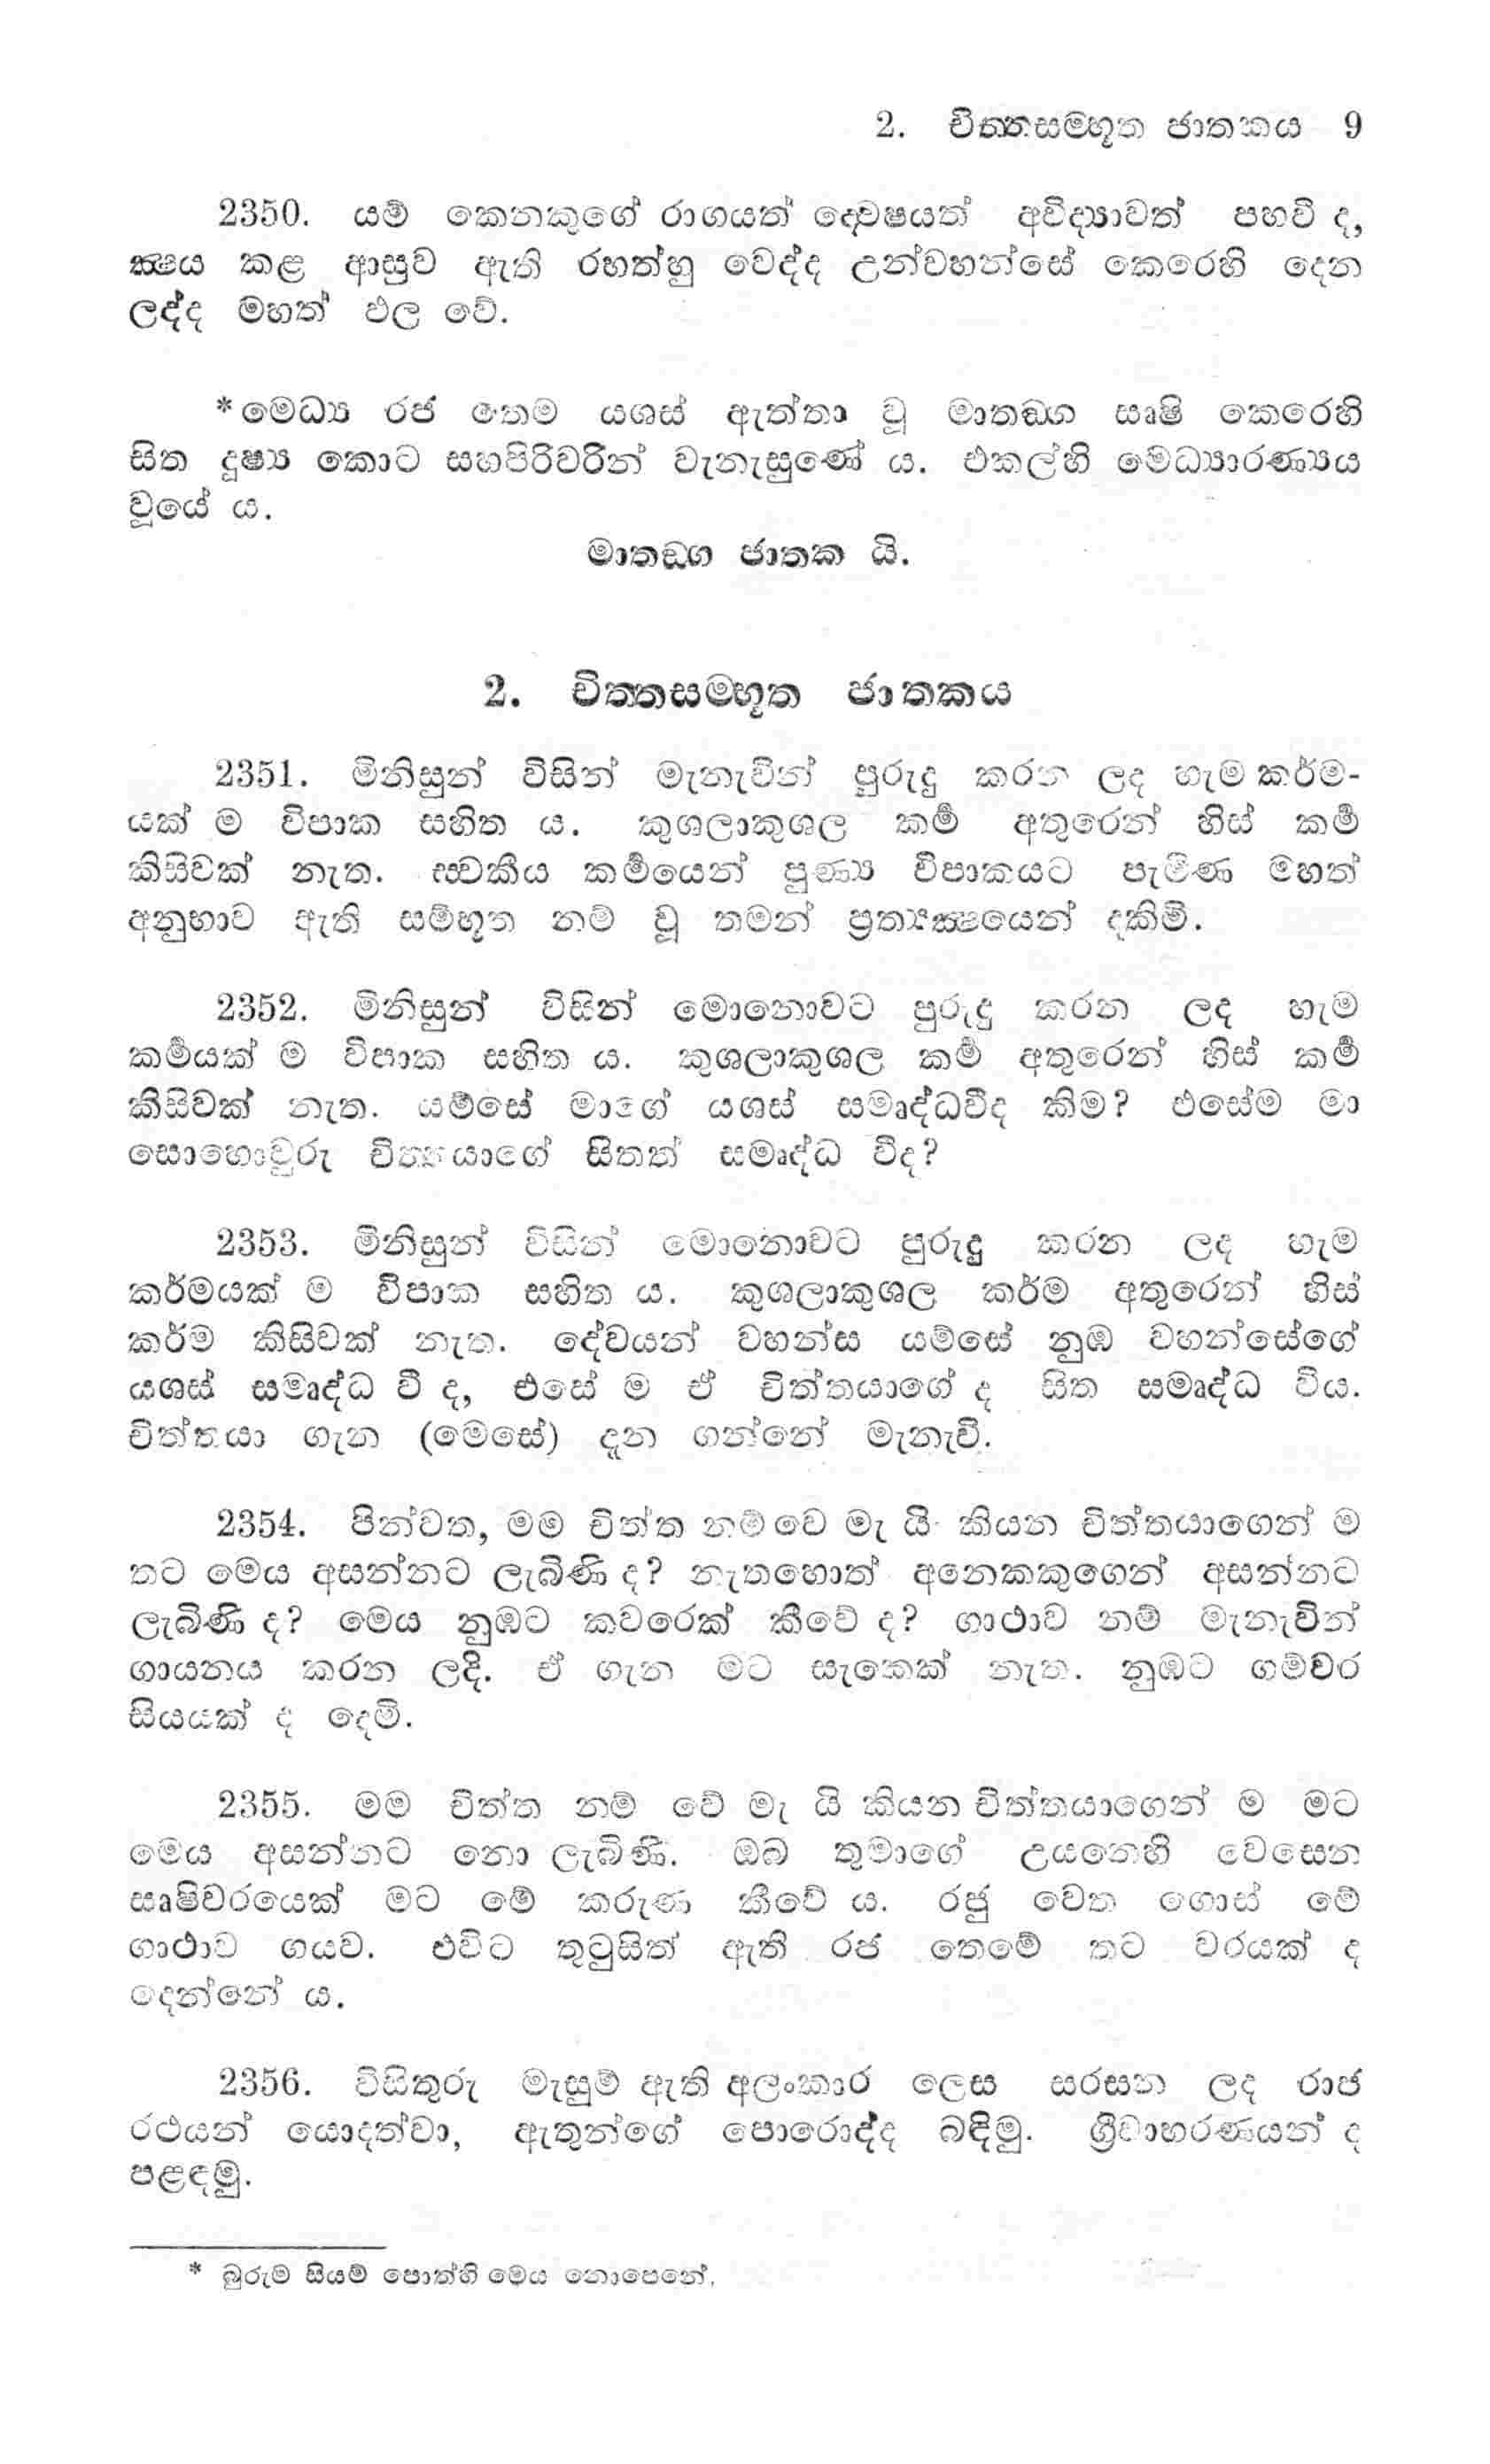 2. චිත්තසම්භූත ජාතකය 9
2350. යම් කෙනකුගේ රාගයත් ද්වේෂයත් අවිද්‍යාවත් පහවී ද,
ක්‍ෂය කළ ආස්‍රව ඇති රහත්හු වෙද්ද උන්වහන්සේ කෙරෙහි දෙන
ලද්ද මහත් ඵල වේ.
*මෙධ්‍ය රජ තෙම යශස් ඇත්තා වූ මාතඞ්ග සෘෂි කෙරෙහි
සිත දූෂ්‍ය කොට සහපිරිවරින් වැනැසුණේ ය. එකල්හි මෙධ්‍යාරණ්‍යය
වූයේ ය.
මාතඞ්ග ජාතක යි.
2. චිත්තසම්භූත ජාතකය
2351. මිනිසුන් විසින් මැනැවින් පුරුදු කරන ලද හැම කර්ම-
යක් ම විපාක සහිත ය. කුශලාකුශල කර්‍ම අතුරෙන් හිස් කර්‍ම
කිසිවක් නැත. ස්වකීය කර්‍මයෙන් පුණ්‍ය විපාකයට පැමිණ මහත්
අනුභාව ඇති සම්භූත නම් වූ තමන් ප්‍රත්‍යක්‍ෂයෙන් දකිමි.
2352. මිනිසුන් විසින් මොනොවට පුරුදු කරන ලද හැම
කර්‍මයක් ම විපාක සහිත ය. කුශලාකුශල කර්‍ම අතුරෙන් හිස් කර්‍ම
කිසිවක් නැත. යම්සේ මාගේ යශස් සමෘද්ධවීද කිම? එසේම මා
සොහොවුරු චිත්‍තයාගේ සිතත් සමෘද්ධ වීද?
2353. මිනිසුන් විසින් මොනොවට පුරුදු කරන ලද හැම
කර්මයක් ම විපාක සහිත ය. කුශලාකුශල කර්ම අතුරෙන් හිස්
කර්ම කිසිවක් නැත. දේවයන් වහන්ස යම්සේ නුඹ වහන්සේගේ
යශස් සමෘද්ධ වී ද, එසේ ම ඒ චිත්තයාගේ ද සිත සමෘද්ධ විය.
චිත්තයා ගැන (මෙසේ) දැන ගන්නේ මැනැවි.
2354. පින්වත, මම චිත්ත නම් වෙ මැ යි කියන චිත්තයාගෙන් ම
තට මෙය අසන්නට ලැබිණි ද? නැතහොත් අනෙකකුගෙන් අසන්නට
ලැබිණි ද? මෙය නුඹට කවරෙක් කීවේ ද? ගාථාව නම් මැනැවින්
ගායනය කරන ලදි. ඒ ගැන මට සැකෙක් නැත. නුඹට ගම්වර
සියයක් ද දෙමි.
2355. මම චිත්ත නම් වේ මැ යි කියන චිත්තයාගෙන් ම මට
මෙය අසන්නට නො ලැබිණි. ඔබ තුමාගේ උයනෙහි වෙසෙන
සෘෂිවරයෙක් මට මේ කරුණ කීවේ ය. රජු වෙත ගොස් මේ
ගාථාව ගයව. එවිට තුටුසිත් ඇති රජ තෙමේ තට වරයක් ද
දෙන්නේ ය.
2356. විසිතුරු මැසුම් ඇති අලංකාර ලෙස සරසන ලද රාජ
රථයන් යොදත්වා, ඇතුන්ගේ පොරොද්ද බඳිමු. ග්‍රීවාභරණයන් ද
පළඳමු.
* බුරුම සියම් පොත්හි මෙය නොපෙනේ.